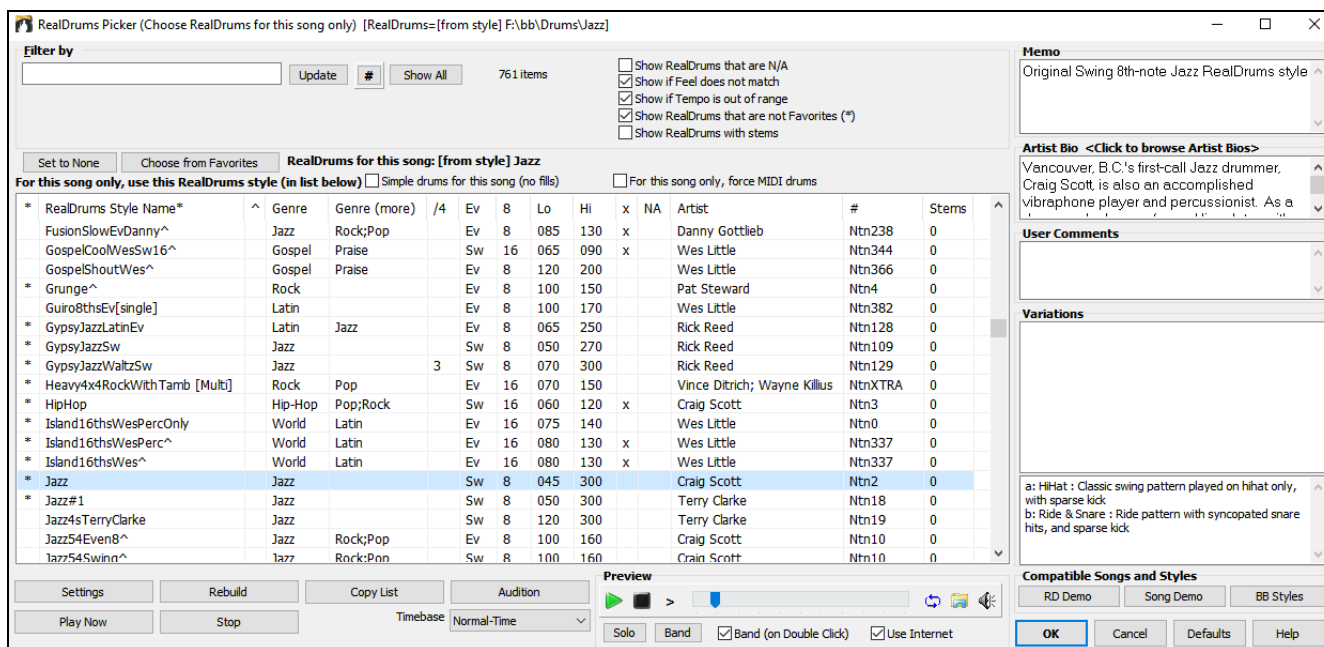 RealDrums Picker (Choose RealDrums for this song only) [RealDrums=[from style] F:\bb\Drums\Jazz]
Filter by
Update # Show All 761 items
Show RealDrums that are N/A
Show if Feel does not match
Show if Tempo is out of range
Show RealDrums that are not Favorites (*)
Show RealDrums with stems
Set to None Choose from Favorites RealDrums for this song: [from style] Jazz
For this song only, use this RealDrums style (in list below) Simple drums for this song (no fills) For this song only, force MIDI drums
* RealDrums Style Name* ^ Genre Genre (more) /4 Ev 8 Lo Hi x NA Artist # Stems
FusionSlowEvDanny^ Jazz Rock;Pop Ev 8 085 130 x Danny Gottlieb Ntn238 0
GospelCoolWesSw16^ Gospel Praise Sw 16 065 090 x Wes Little Ntn344 0
GospelShoutWes^ Gospel Praise Ev 8 120 200 Wes Little Ntn366 0
* Grunge^ Rock Ev 8 100 150 Pat Steward Ntn4 0
Guiro8thsEv[single] Latin Ev 8 100 170 Wes Little Ntn382 0
* GypsyJazzLatinEv Latin Jazz Ev 8 065 250 Rick Reed Ntn128 0
* GypsyJazzSw Jazz Sw 8 050 270 Rick Reed Ntn109 0
* GypsyJazzWaltzSw Jazz 3 Sw 8 070 300 Rick Reed Ntn129 0
* Heavy4x4RockWithTamb [Multi] Rock Pop Ev 16 070 150 Vince Ditrich; Wayne Killius NtnXTRA 0
* HipHop Hip-Hop Pop;Rock Sw 16 060 120 x Craig Scott Ntn3 0
* Island16thsWesPercOnly World Latin Ev 16 075 140 Wes Little Ntn0 0
* Island16thsWesPerc^ World Latin Ev 16 080 130 x Wes Little Ntn337 0
* Island16thsWes^ World Latin Ev 16 080 130 x Wes Little Ntn337 0
* Jazz Jazz Sw 8 045 300 Craig Scott Ntn2 0
* Jazz#1 Jazz Sw 8 050 300 Terry Clarke Ntn18 0
Jazz4sTerryClarke Jazz Sw 8 120 300 Terry Clarke Ntn19 0
Jazz54Even8^ Jazz Rock;Pop Ev 8 100 160 Craig Scott Ntn10 0
Jazz54Swing^ Jazz Rock;Pop Sw 8 100 160 Craig Scott Ntn10 0
Memo
Original Swing 8th-note Jazz RealDrums style
Artist Bio <Click to browse Artist Bios>
Vancouver, B.C.'s first-call Jazz drummer,
Craig Scott, is also an accomplished
vibraphone player and percussionist. As a
User Comments
Variations
a: HiHat : Classic swing pattern played on hihat only,
with sparse kick
b: Ride & Snare : Ride pattern with syncopated snare
hits, and sparse kick
Settings Rebuild Copy List Audition
Play Now Stop Timebase Normal-Time
Preview
>
Solo Band Band (on Double Click) Use Internet
Compatible Songs and Styles
RD Demo Song Demo BB Styles
OK Cancel Defaults Help